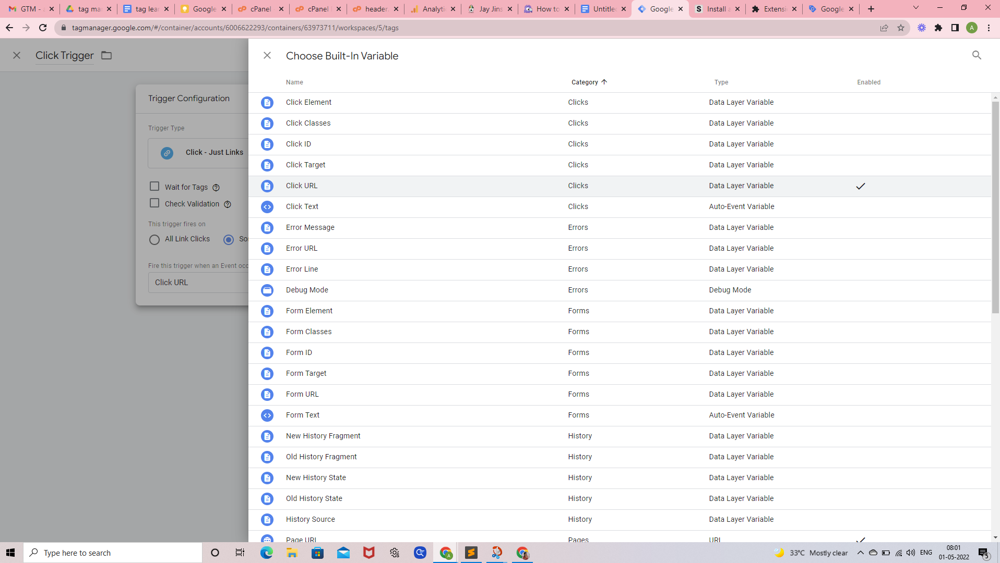 GTM - a
tag ma
tag lear
Google
cPanel
cPanel
header.
Analyti
Jay Jins
How to
Untitled
Google
Install a
Extensi
Google
tagmanager.google.com/#/container/accounts/6006622293/containers/63973711/workspaces/5/tags
A
Click Trigger
Choose Built-In Variable
Trigger Configuration
Trigger Type
Click - Just Links
Wait for Tags
Check Validation
This trigger fires on
All Link Clicks
So
Fire this trigger when an Event occ
Click URL
Name Category Type Enabled
Click Element Clicks Data Layer Variable
Click Classes Clicks Data Layer Variable
Click ID Clicks Data Layer Variable
Click Target Clicks Data Layer Variable
Click URL Clicks Data Layer Variable
Click Text Clicks Auto-Event Variable
Error Message Errors Data Layer Variable
Error URL Errors Data Layer Variable
Error Line Errors Data Layer Variable
Debug Mode Errors Debug Mode
Form Element Forms Data Layer Variable
Form Classes Forms Data Layer Variable
Form ID Forms Data Layer Variable
Form Target Forms Data Layer Variable
Form URL Forms Data Layer Variable
Form Text Forms Auto-Event Variable
New History Fragment History Data Layer Variable
Old History Fragment History Data Layer Variable
New History State History Data Layer Variable
Old History State History Data Layer Variable
History Source History Data Layer Variable
Page URL Pages URL
Type here to search
33°C Mostly clear
ENG
08:01
01-05-2022
5